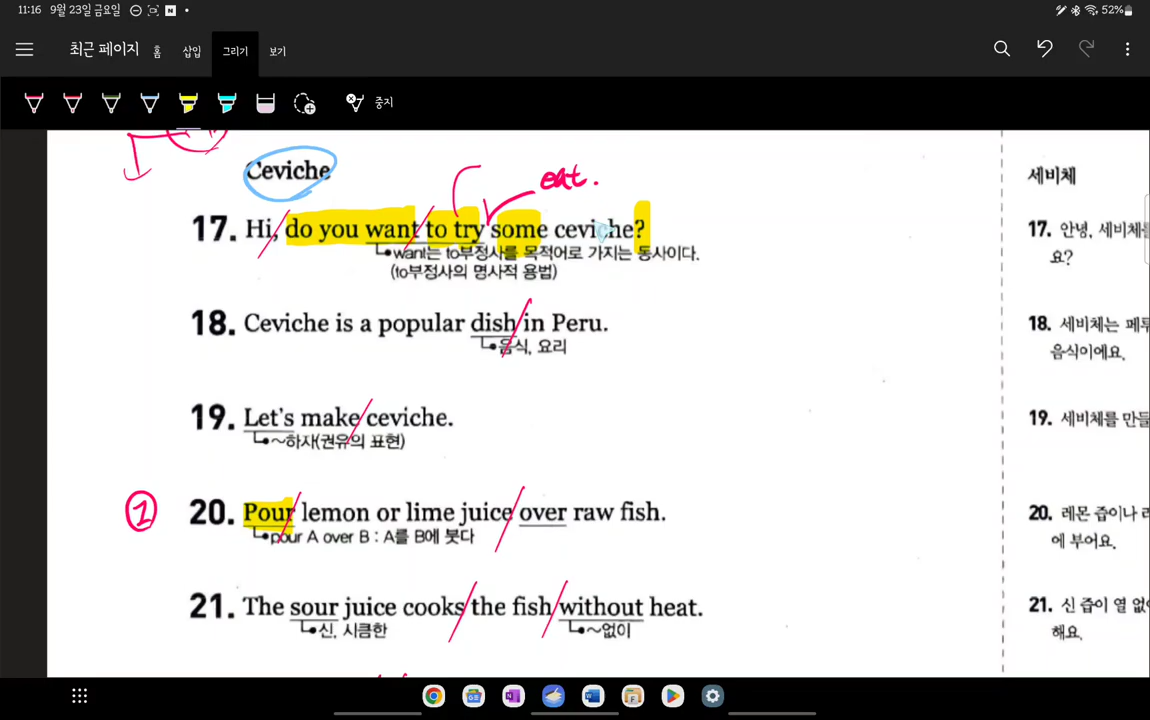 11:16 9월 23일 금요일 52%
최근 페이지 홈 삽입 그리기 보기
중지
Ceviche
eat.
세비체
17. Hi, do you want to try some ceviche?
want는 to부정사를 목적어로 가지는 동사이다.
(to부정사의 명사적 용법)
17. 안녕, 세비체를
요?
18. Ceviche is a popular dish in Peru.
음식, 요리
18. 세비체는 페루
음식이에요.
19. Let's make ceviche.
~하자(권유의 표현)
19. 세비체를 만들
1
20. Pour lemon or lime juice over raw fish.
pour A over B : A를 B에 붓다
20. 레몬 즙이나 라
에 부어요.
21. The sour juice cooks the fish without heat.
신, 시큼한
~없이
21. 신 즙이 열 없이
해요.